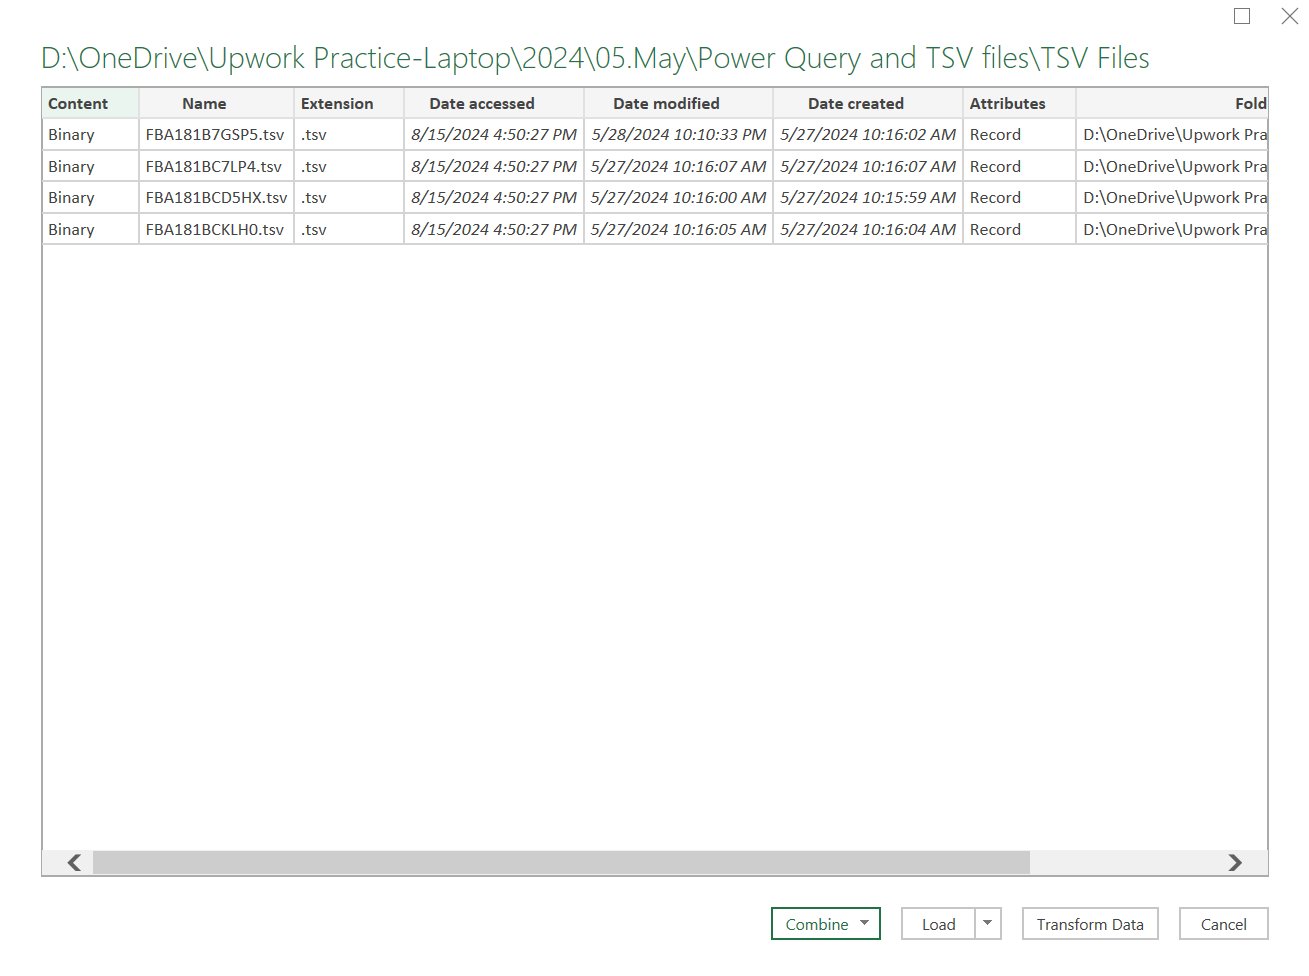 D:\OneDrive\Upwork Practice-Laptop\2024\05.May\Power Query and TSV files\TSV Files
Content Name Extension Date accessed Date modified Date created Attributes Fold
Binary FBA181B7GSP5.tsv .tsv 8/15/2024 4:50:27 PM 5/28/2024 10:10:33 PM 5/27/2024 10:16:02 AM Record D:\OneDrive\Upwork Pra
Binary FBA181BC7LP4.tsv .tsv 8/15/2024 4:50:27 PM 5/27/2024 10:16:07 AM 5/27/2024 10:16:07 AM Record D:\OneDrive\Upwork Pra
Binary FBA181BCD5HX.tsv .tsv 8/15/2024 4:50:27 PM 5/27/2024 10:16:00 AM 5/27/2024 10:15:59 AM Record D:\OneDrive\Upwork Pra
Binary FBA181BCKLH0.tsv .tsv 8/15/2024 4:50:27 PM 5/27/2024 10:16:05 AM 5/27/2024 10:16:04 AM Record D:\OneDrive\Upwork Pra
Combine Load Transform Data Cancel